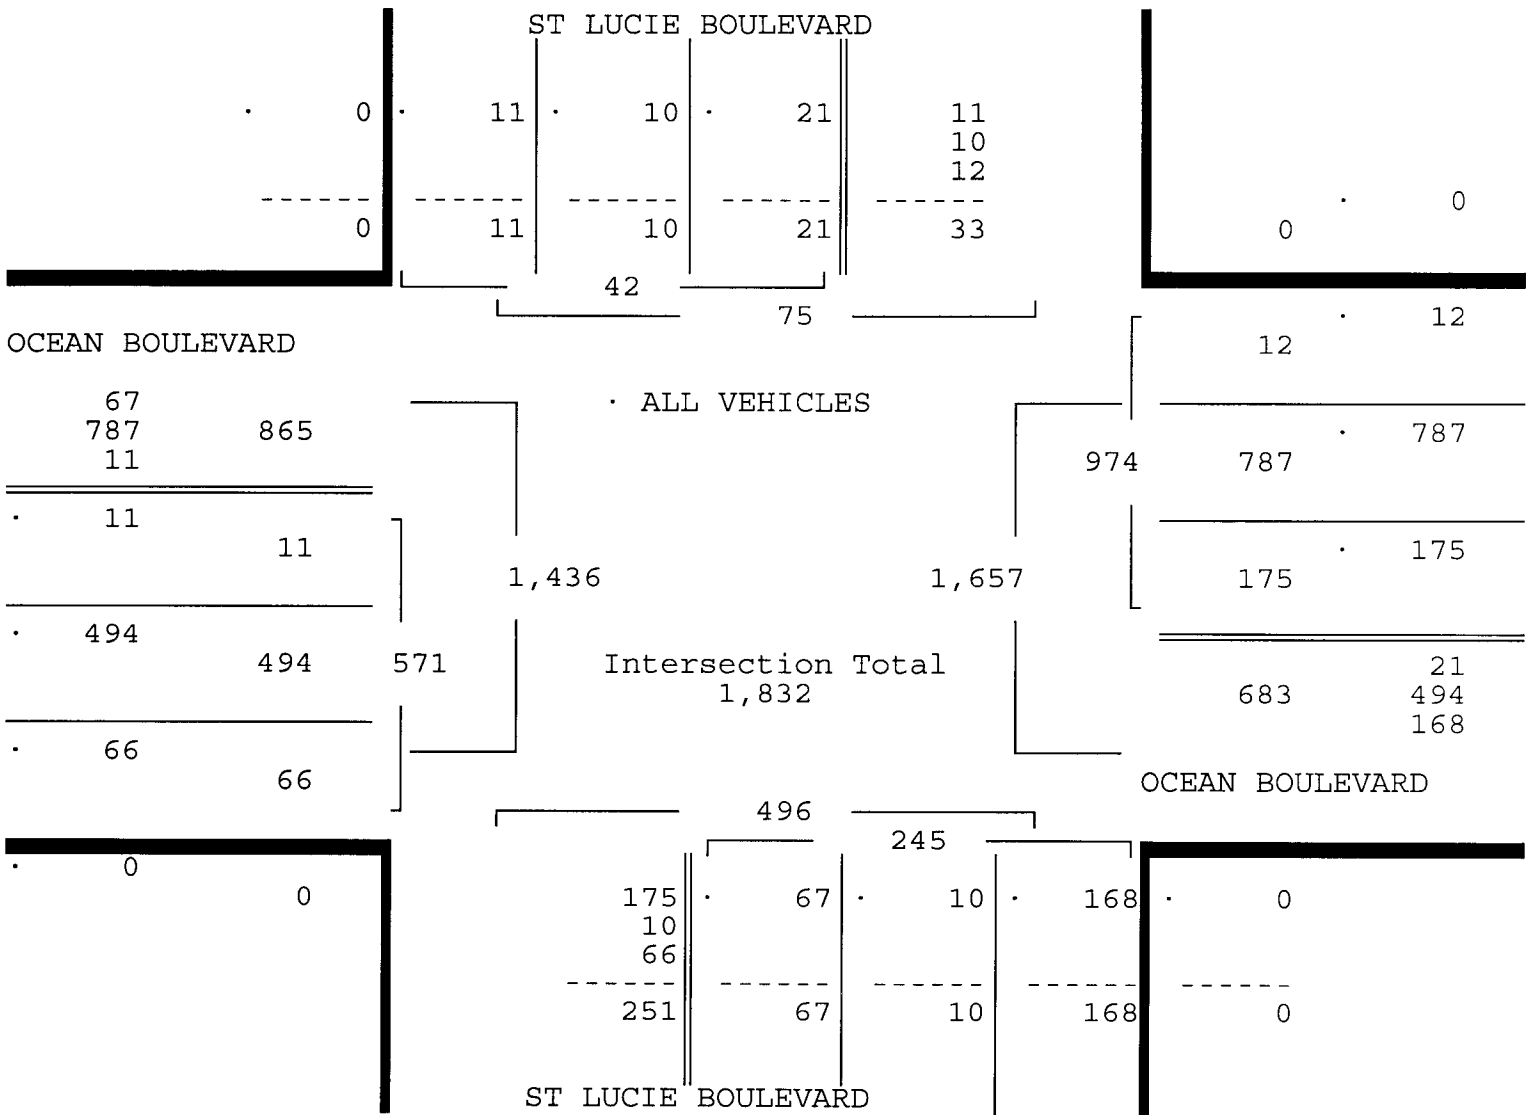 ST LUCIE BOULEVARD
· 0 · 11 · 10 · 21 11
10
12
------ ------ ------ ------ ------ · 0
0 11 10 21 33 0
42
75 · 12
OCEAN BOULEVARD 12
67 · ALL VEHICLES
787 865 · 787
11 974 787
· 11
11 · 175
1,436 1,657 175
· 494
494 571 Intersection Total 21
1,832 683 494
168
· 66
66 OCEAN BOULEVARD
496
245
· 0
0 175 · 67 · 10 · 168 · 0
10
66
------ ------ ------ ------ ------
251 67 10 168 0
ST LUCIE BOULEVARD